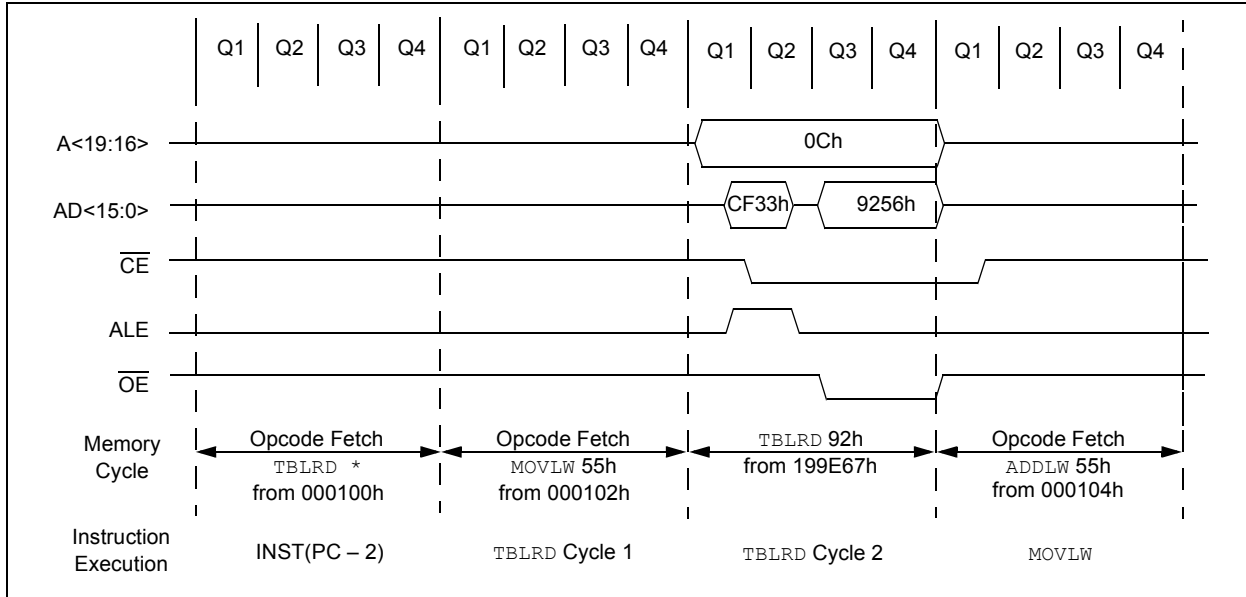 Q1 Q2 Q3 Q4 Q1 Q2 Q3 Q4 Q1 Q2 Q3 Q4 Q1 Q2 Q3 Q4
A<19:16>
0Ch
AD<15:0>
CF33h
9256h
CE
ALE
OE
Memory
Cycle
Opcode Fetch
TBLRD *
from 000100h
Opcode Fetch
MOVLW 55h
from 000102h
TBLRD 92h
from 199E67h
Opcode Fetch
ADDLW 55h
from 000104h
Instruction
Execution
INST(PC – 2)
TBLRD Cycle 1
TBLRD Cycle 2
MOVLW